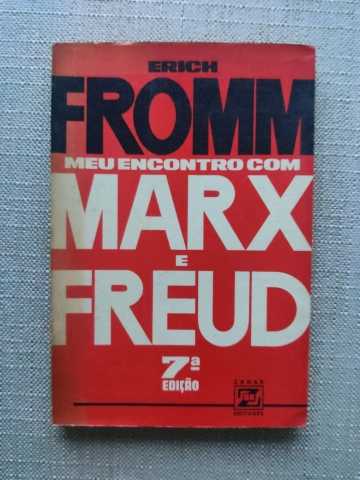 ERICH
FROMM
MEU ENCONTRO COM
MARX
E
FREUD
7ª
EDIÇÃO
ZAHAR
EDITORES